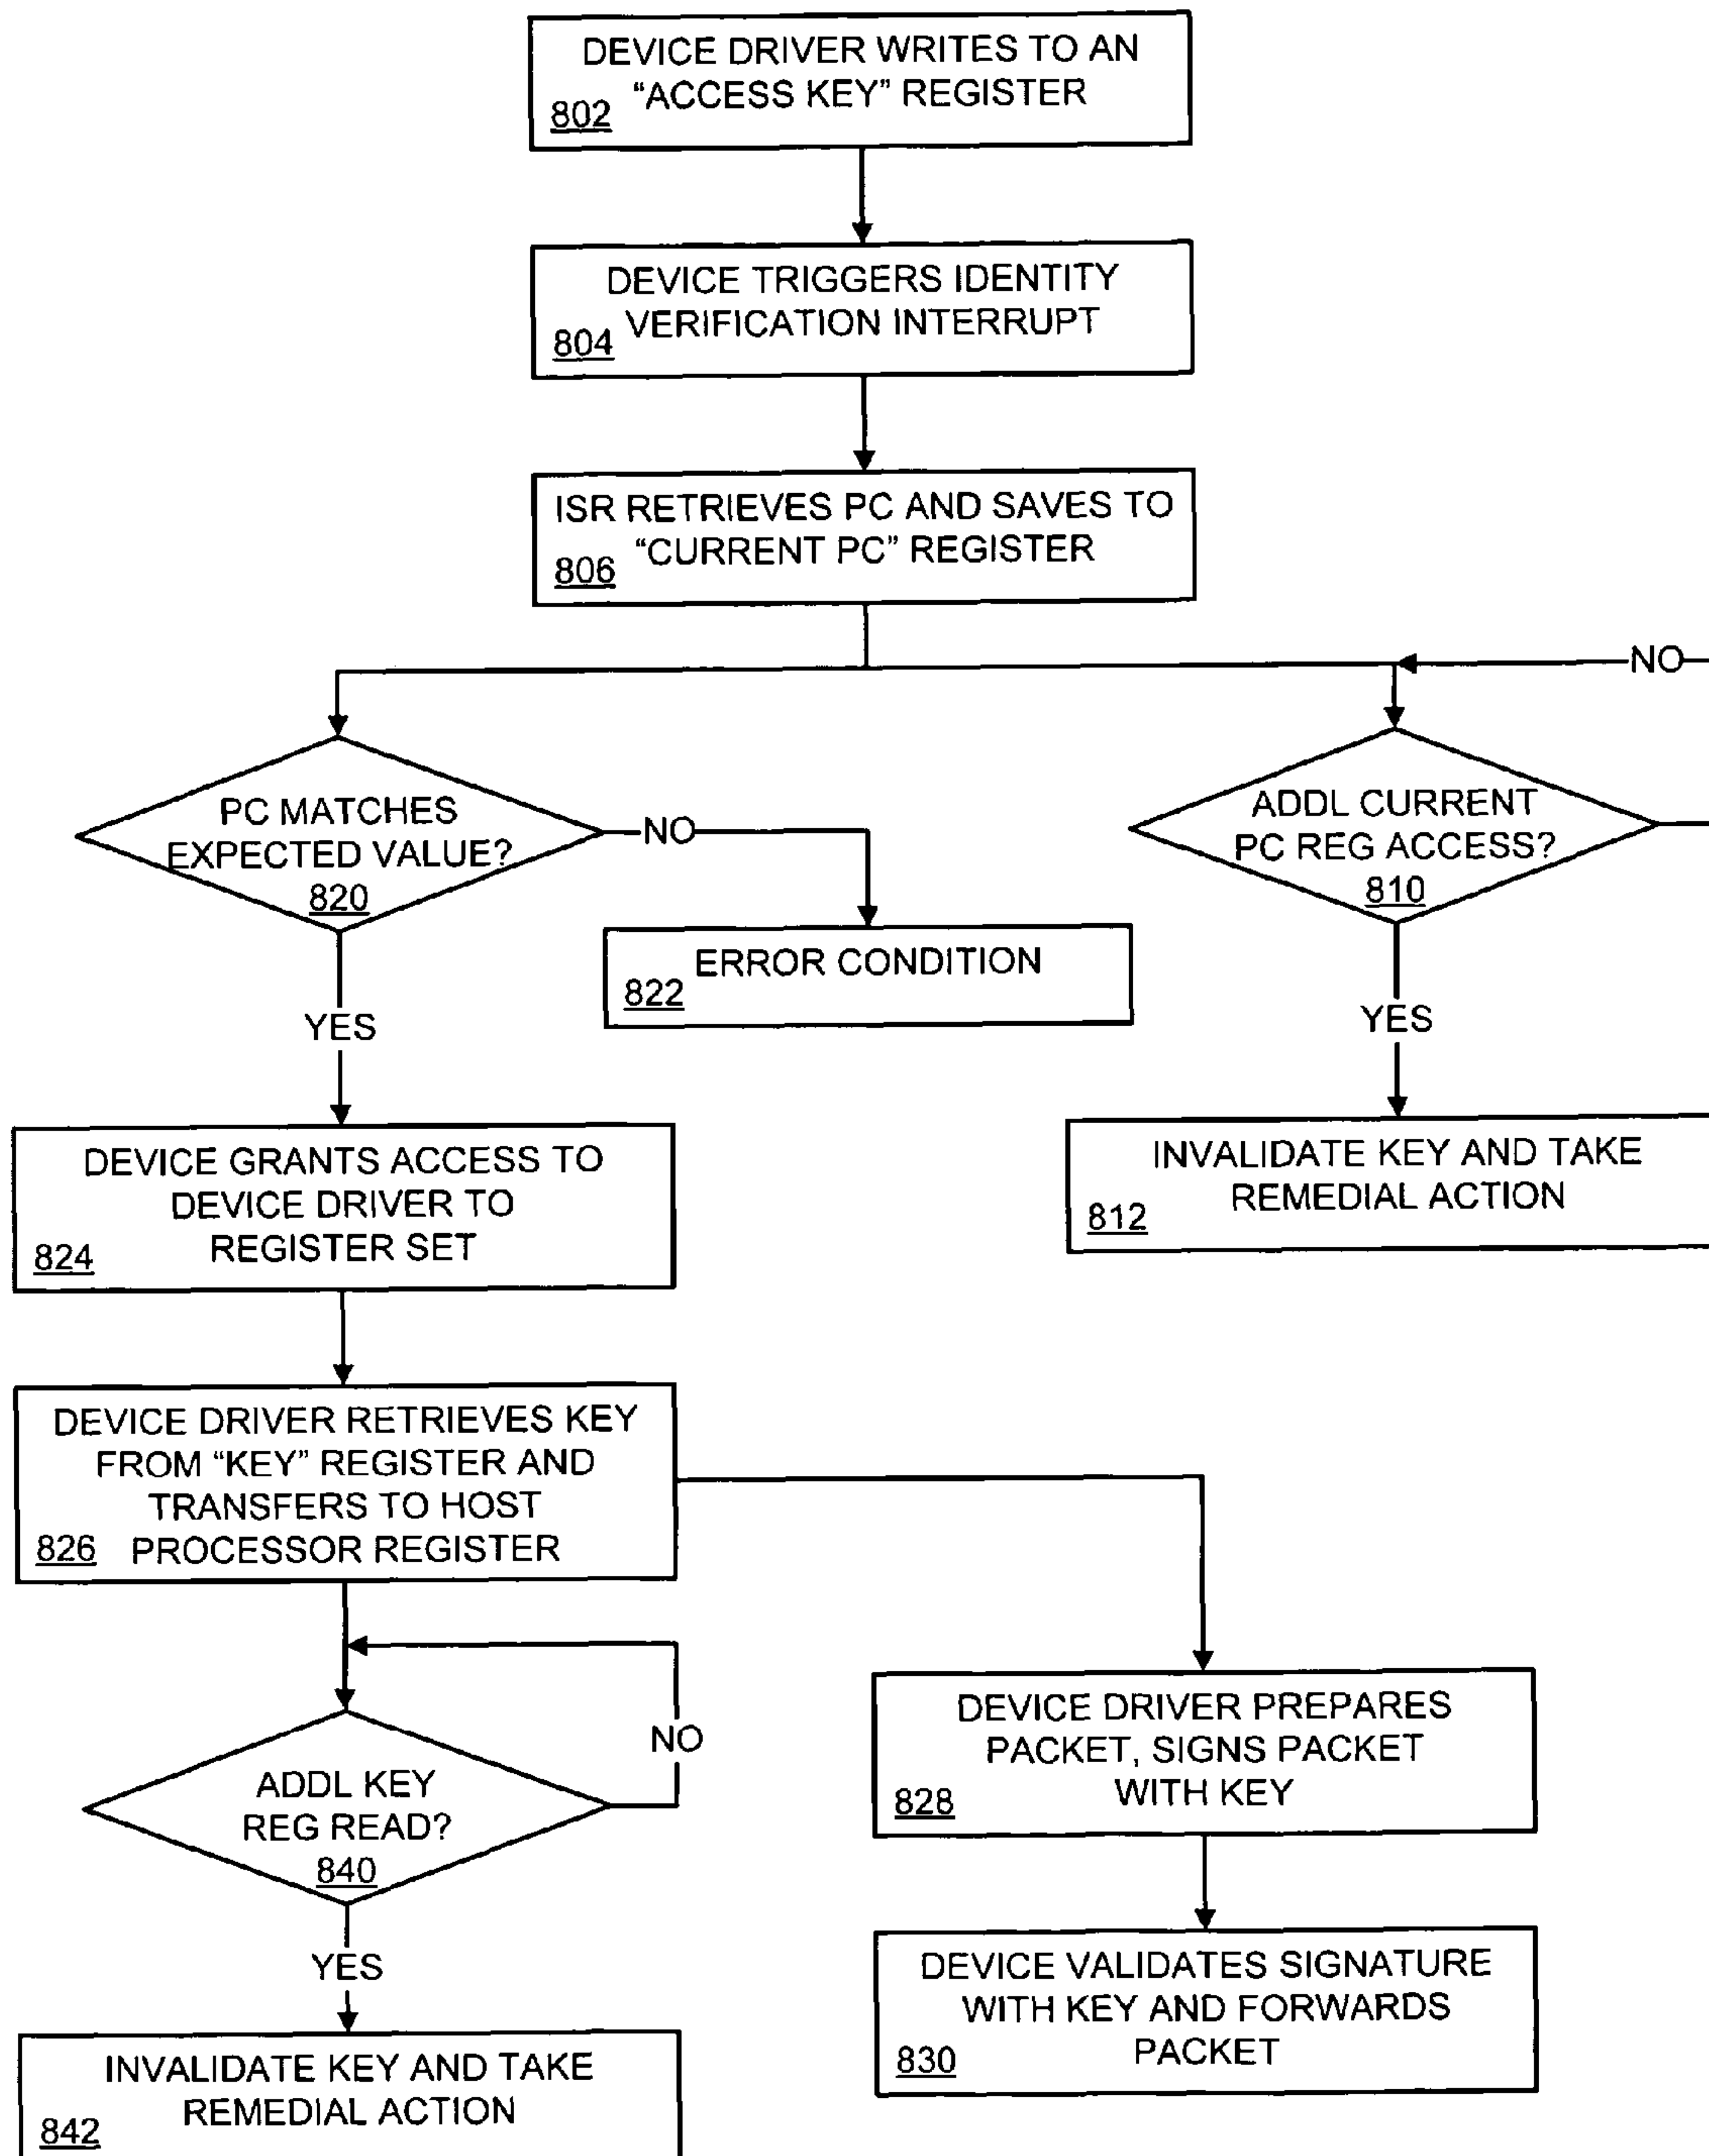 DEVICE DRIVER WRITES TO AN
“ACCESS KEY” REGISTER
802
DEVICE TRIGGERS IDENTITY
VERIFICATION INTERRUPT
804
ISR RETRIEVES PC AND SAVES TO
“CURRENT PC” REGISTER
806
NO
PC MATCHES
EXPECTED VALUE?
820
NO
ADDL CURRENT
PC REG ACCESS?
810
ERROR CONDITION
822
YES
YES
DEVICE GRANTS ACCESS TO
DEVICE DRIVER TO
REGISTER SET
824
INVALIDATE KEY AND TAKE
REMEDIAL ACTION
812
DEVICE DRIVER RETRIEVES KEY
FROM “KEY” REGISTER AND
TRANSFERS TO HOST
826 PROCESSOR REGISTER
NO
ADDL KEY
REG READ?
840
DEVICE DRIVER PREPARES
PACKET, SIGNS PACKET
WITH KEY
828
YES
DEVICE VALIDATES SIGNATURE
WITH KEY AND FORWARDS
PACKET
830
INVALIDATE KEY AND TAKE
REMEDIAL ACTION
842